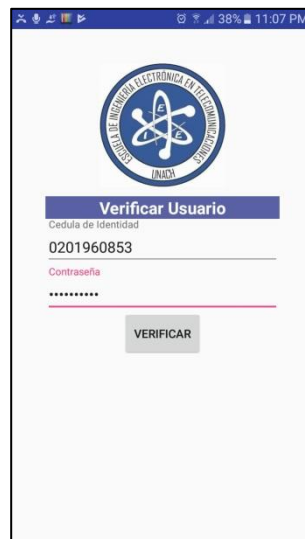 38% 11:07 PM
ESCUELA DE INGENIERÍA ELECTRÓNICA EN TELECOMUNICACIONES
E
I E
UNACH
Verificar Usuario
Cedula de Identidad
0201960853
Contraseña
••••••••••
VERIFICAR